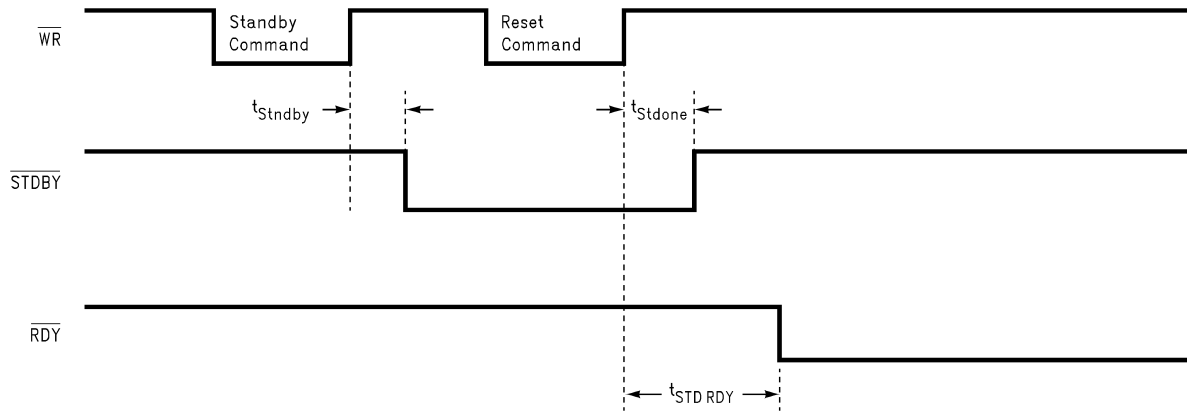 WR
Standby
Command
Reset
Command
tStndby
tStdone
STDBY
RDY
tSTD RDY